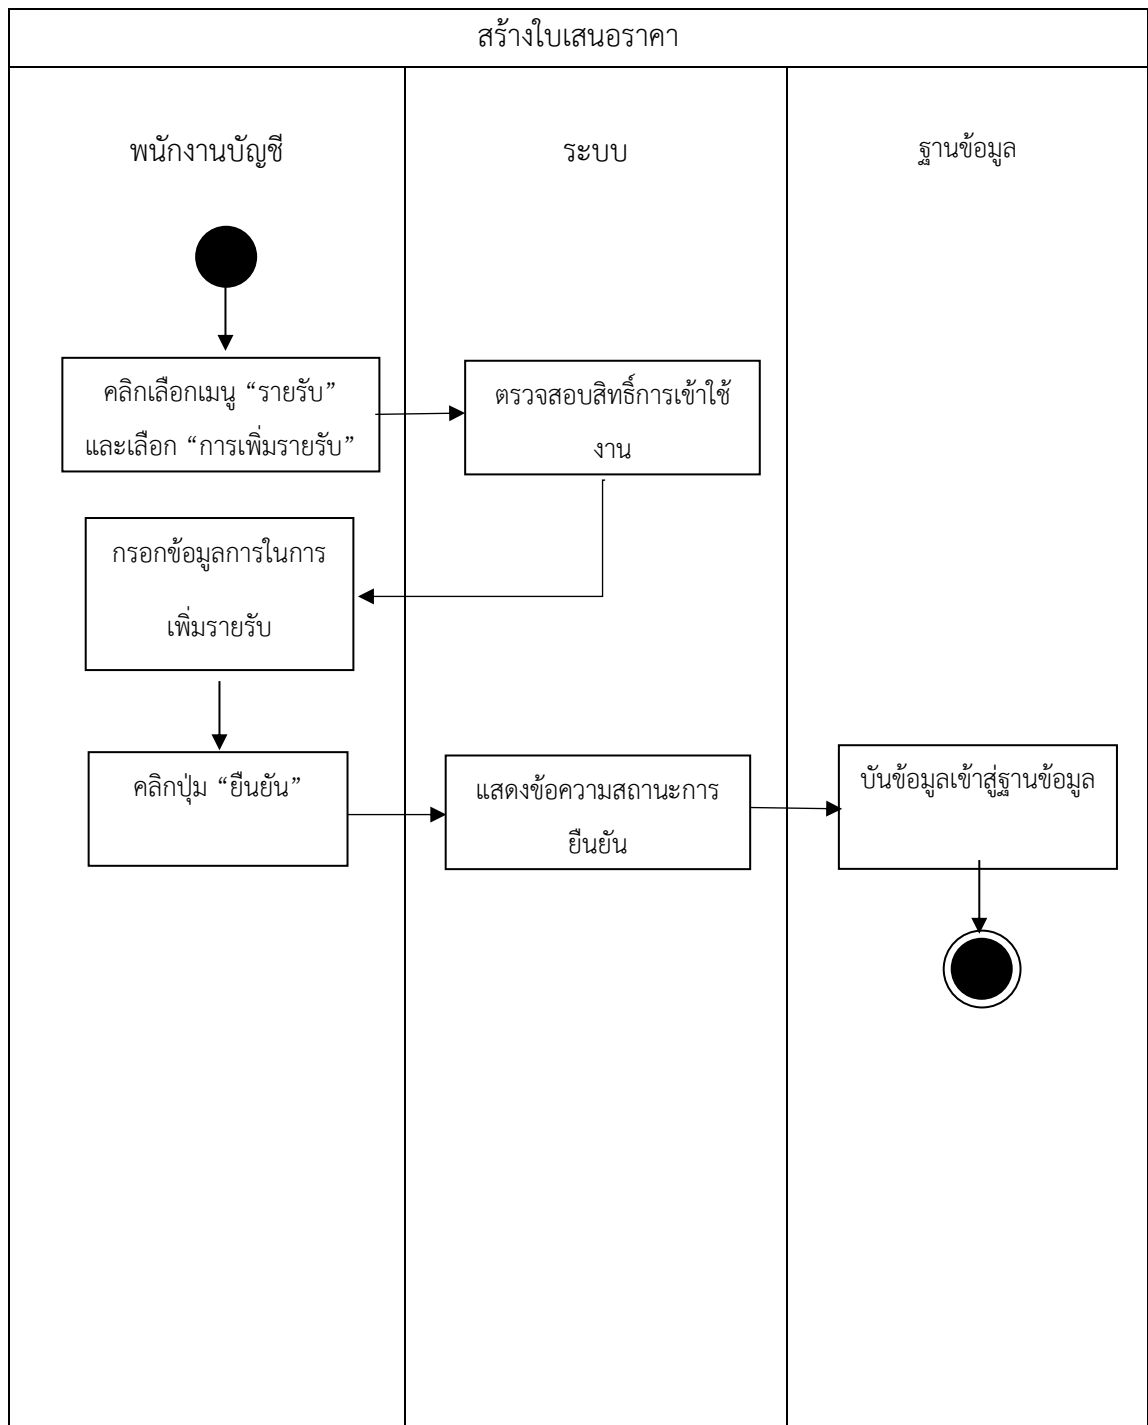 สร้างใบเสนอราคา
พนักงานบัญชี
ระบบ
ฐานข้อมูล
คลิกเลือกเมนู “รายรับ”
และเลือก “การเพิ่มรายรับ”
ตรวจสอบสิทธิ์การเข้าใช้
งาน
กรอกข้อมูลการในการ
เพิ่มรายรับ
คลิกปุ่ม “ยืนยัน”
แสดงข้อความสถานะการ
ยืนยัน
บันข้อมูลเข้าสู่ฐานข้อมูล